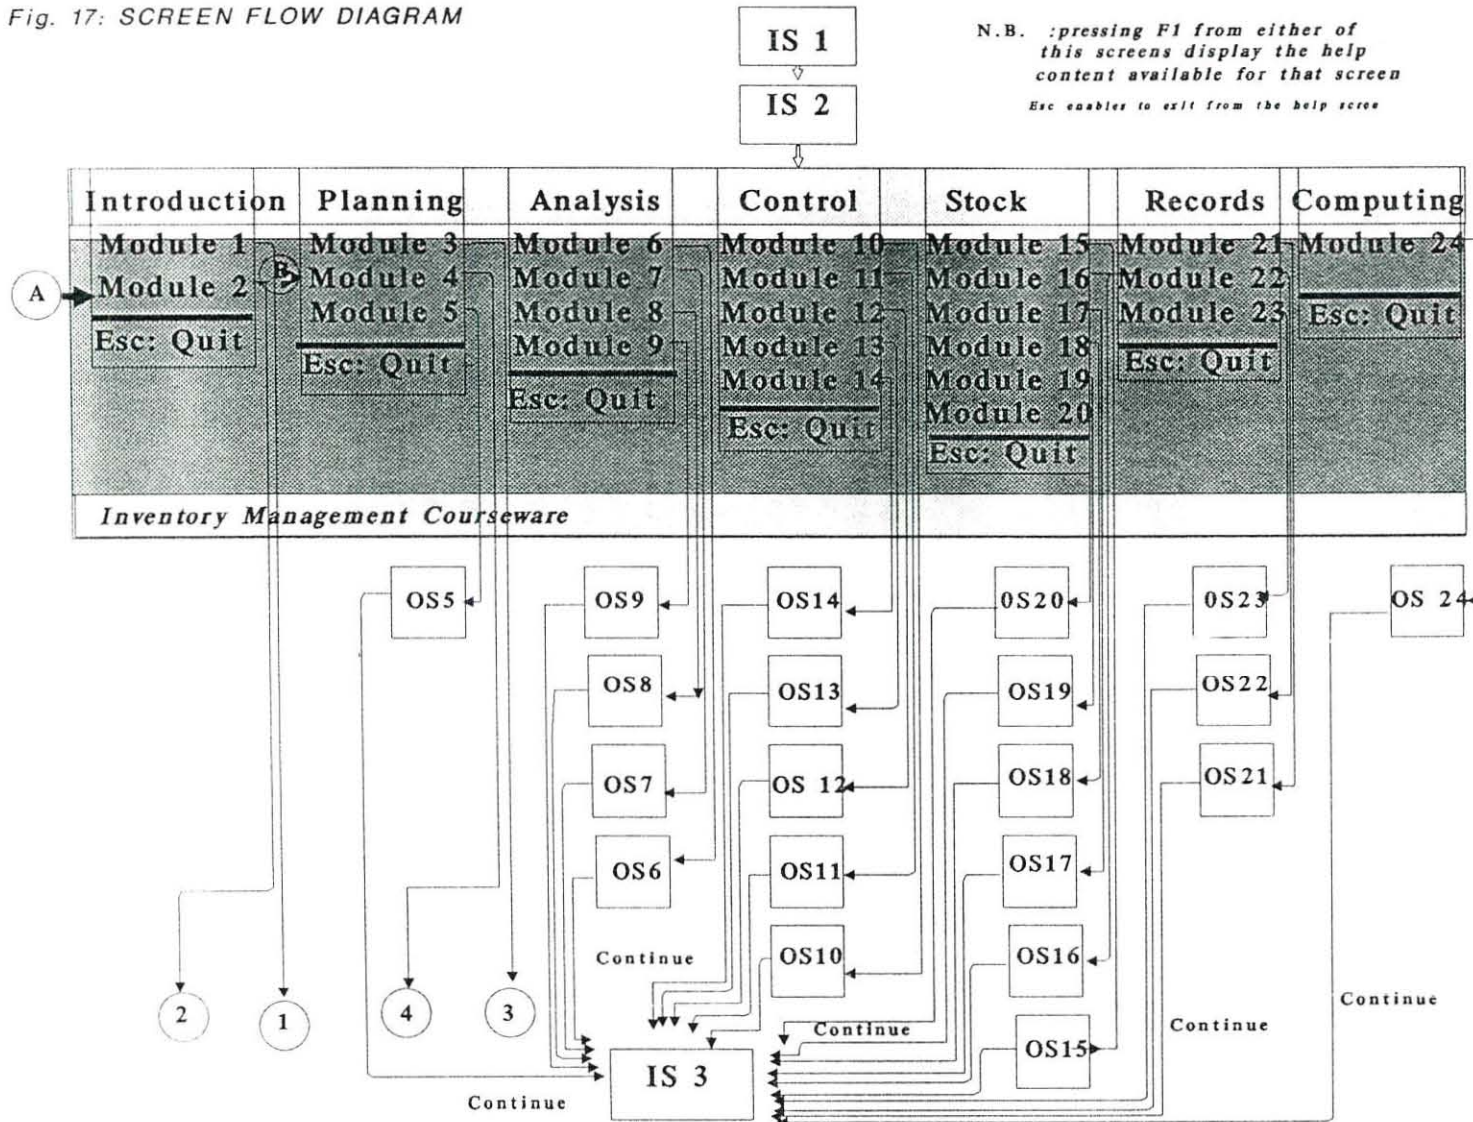 Fig. 17: SCREEN FLOW DIAGRAM
N.B. :pressing F1 from either of
this screens display the help
content available for that screen
Esc enables to exit from the help scree
IS 1
IS 2
Introduction Planning Analysis Control Stock Records Computing
Module 1 Module 3 Module 6 Module 10 Module 15 Module 21 Module 24
A
Module 2
B
Module 4 Module 7 Module 11 Module 16 Module 22
Module 5 Module 8 Module 12 Module 17 Module 23 Esc: Quit
Esc: Quit
Module 9 Module 13 Module 18
Esc: Quit
Esc: Quit
Module 14 Module 19
Esc: Quit
Module 20
Esc: Quit
Esc: Quit
Inventory Management Courseware
OS5 OS9 OS14 0S20 0S23 OS 24
OS8 OS13 OS19 OS22
OS7 OS 12 OS18 OS21
OS6 OS11 OS17
Continue
OS10 OS16
Continue
2 1 4 3
Continue
Continue
OS15
IS 3
Continue